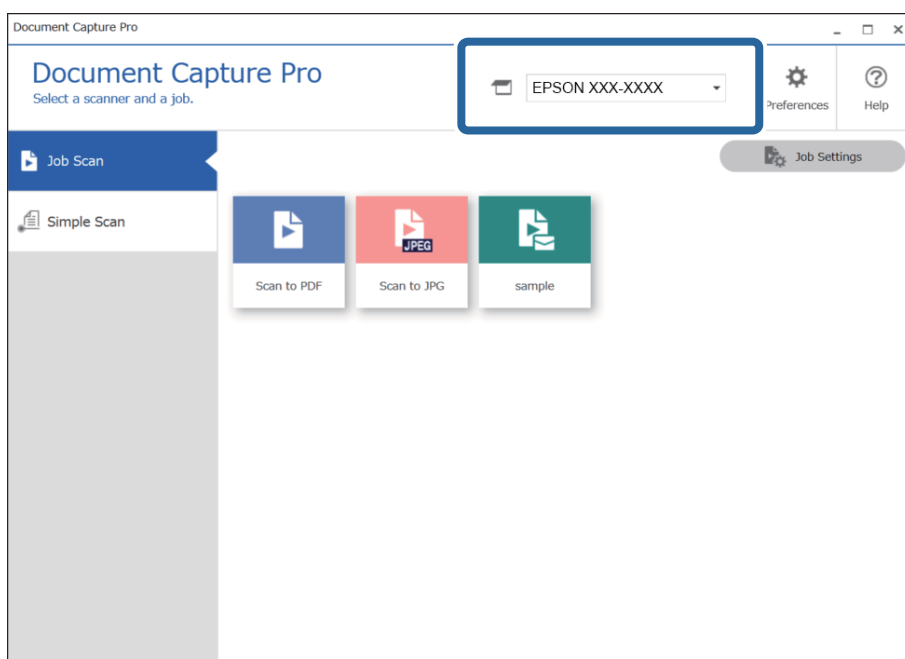 Document Capture Pro
Document Capture Pro
Select a scanner and a job.
EPSON XXX-XXXX
Preferences
Help
Job Scan
Job Settings
Simple Scan
JPEG
Scan to PDF
Scan to JPG
sample